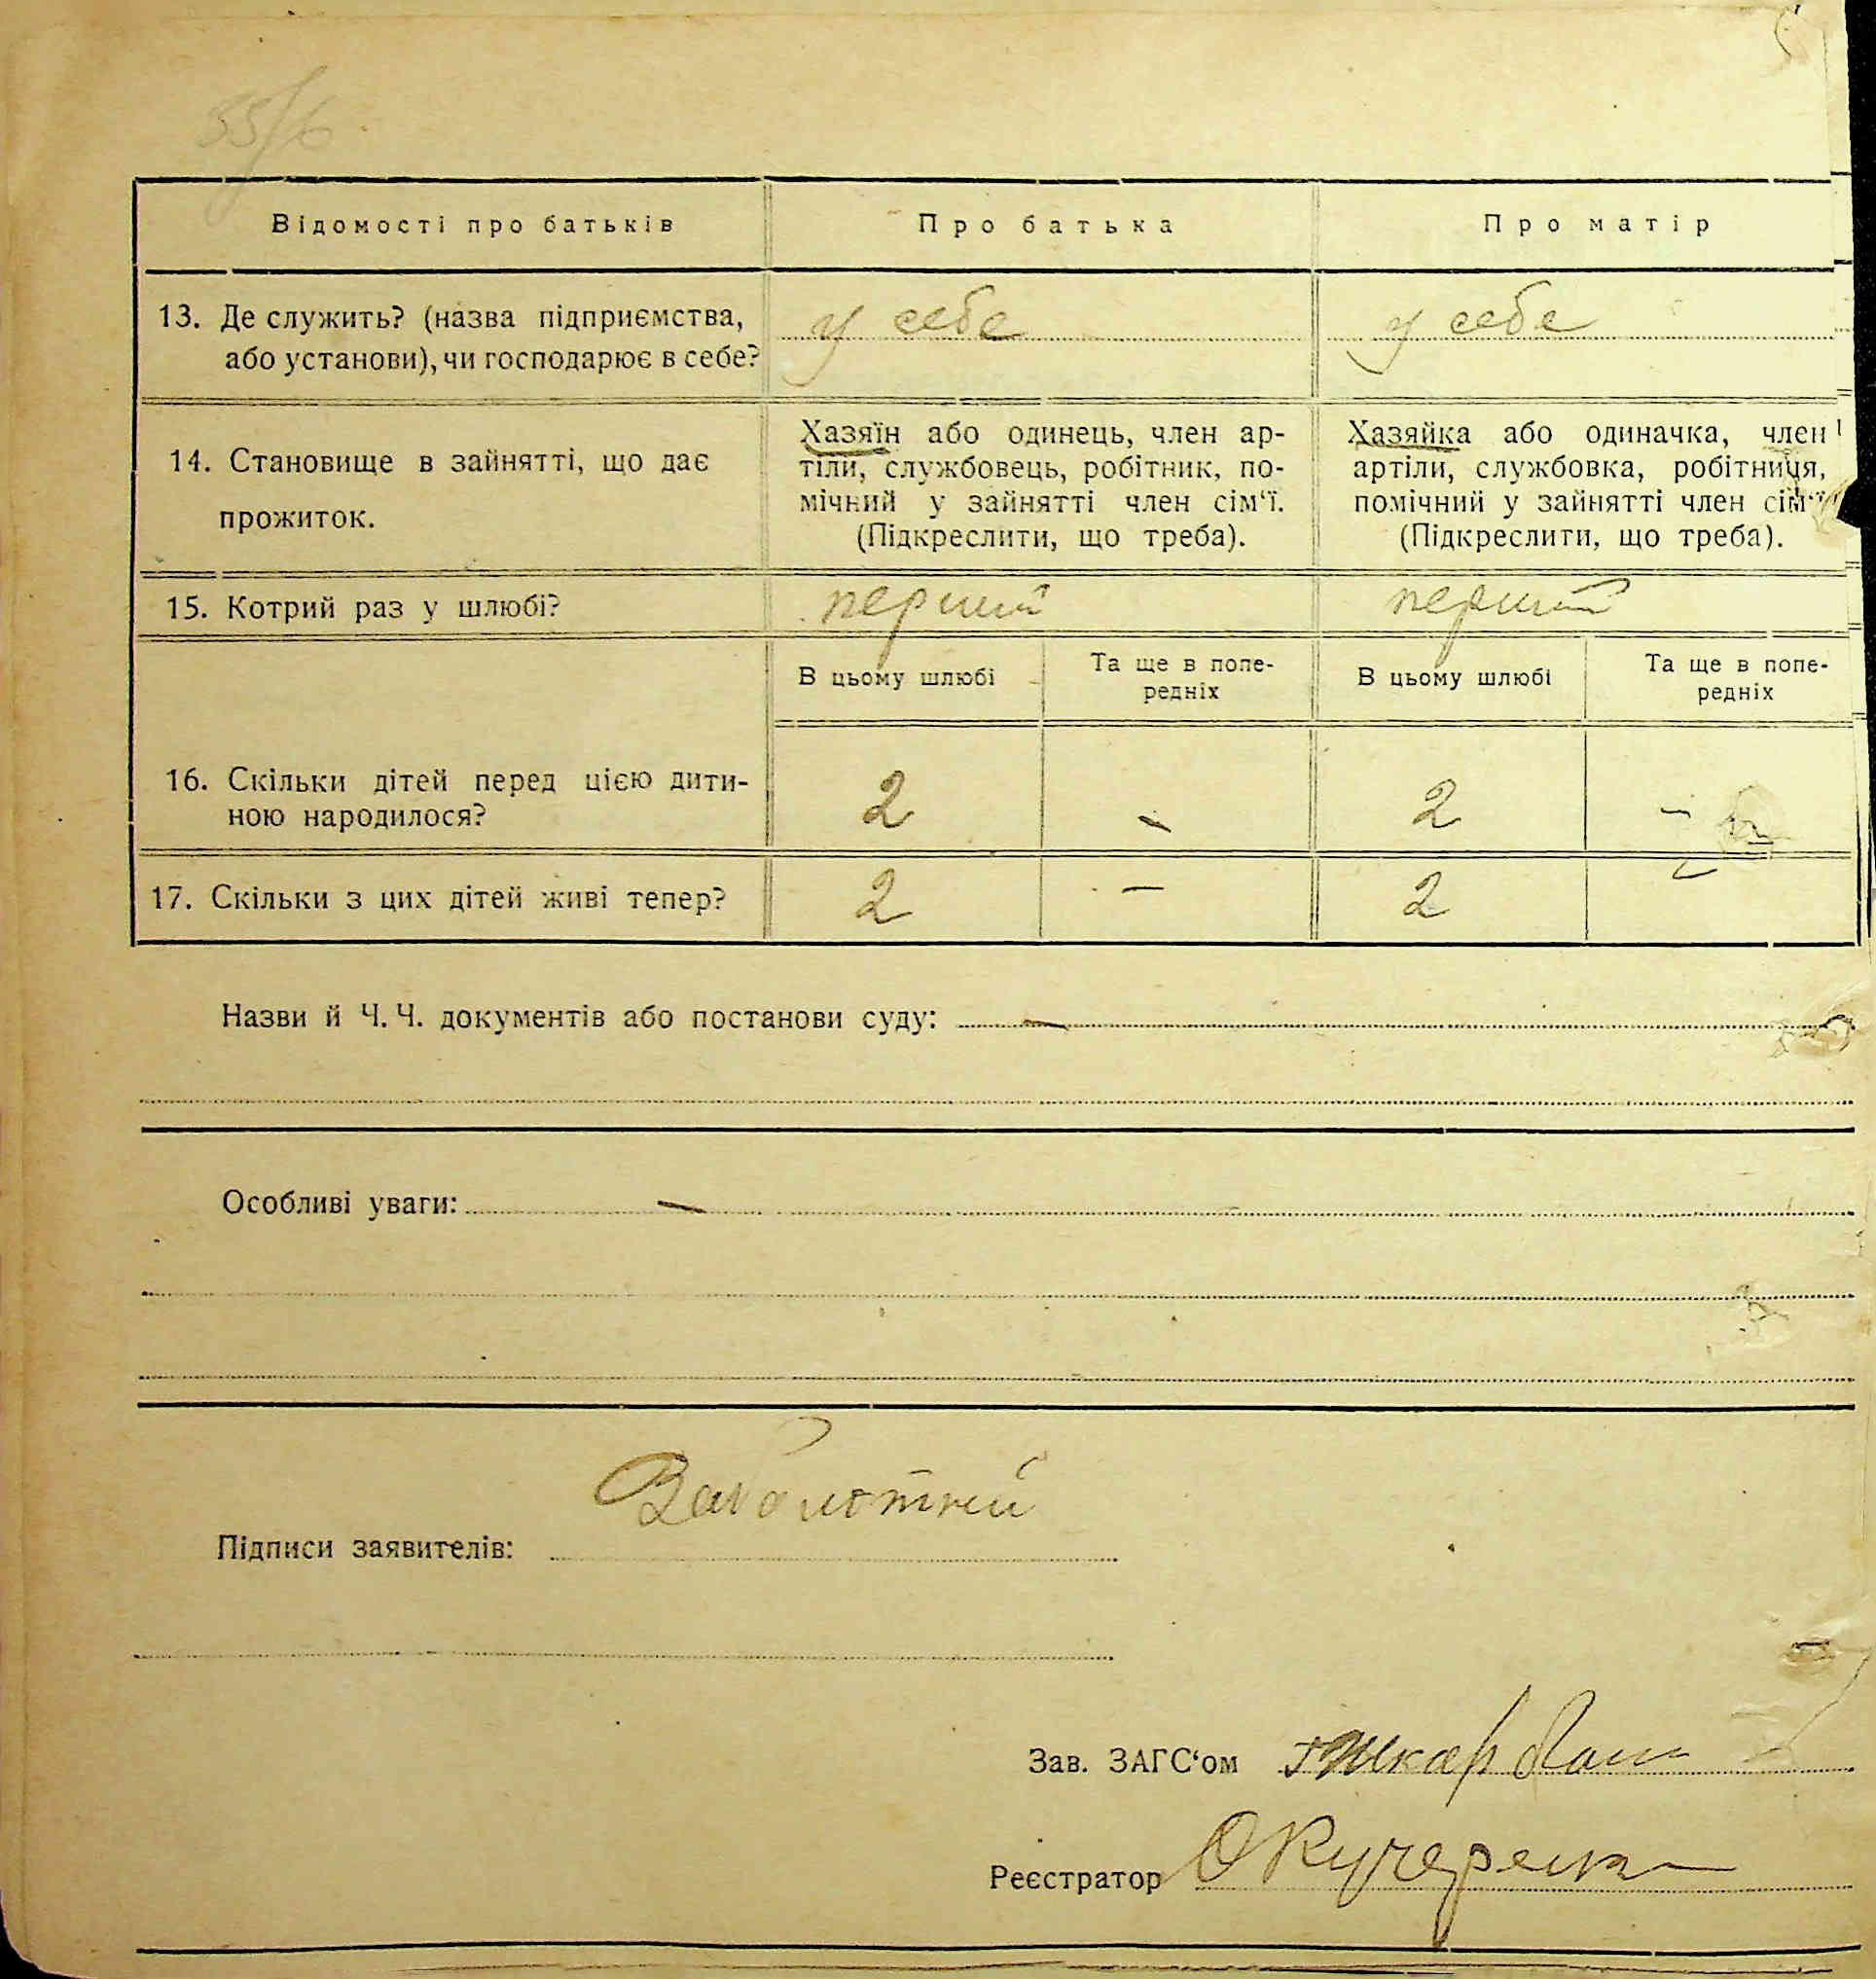 55/6
Відомості про батьків
Про батька
Про матір
13. Де служить? (назва підприємства,
або установи), чи господарює в себе?
у себе
у себе
14. Становище в зайнятті, що дає
прожиток.
Хазяїн або одинець, член ар-
тіли, службовець, робітник, по-
мічний у зайнятті член сім‘ї.
(Підкреслити, що треба).
Хазяйка або одиначка, член
артіли, службовка, робітниця,
помічний у зайнятті член сім‘ї
(Підкреслити, що треба).
15. Котрий раз у шлюбі?
перший
перший
В цьому шлюбі
Та ще в попе-
редніх
В цьому шлюбі
Та ще в попе-
редніх
16. Скільки дітей перед цією дити-
ною народилося?
2
-
2
-
17. Скільки з цих дітей живі тепер?
2
-
2
-
Назви й Ч. Ч. документів або постанови суду: -
Особливі уваги: -
Підписи заявителів: Заболотний
Зав. ЗАГС‘ом
Реєстратор